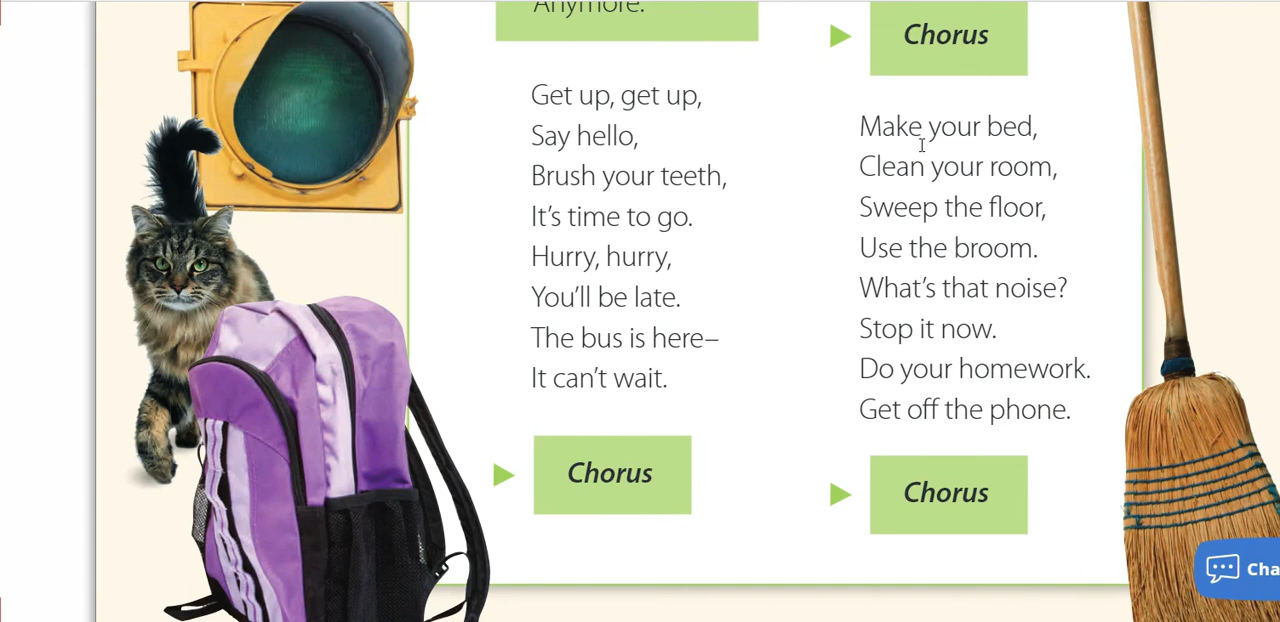 Anymore.
Get up, get up,
Say hello,
Brush your teeth,
It's time to go.
Hurry, hurry,
You'll be late.
The bus is here–
It can't wait.
Chorus
Chorus
Make your bed,
Clean your room,
Sweep the floor,
Use the broom.
What's that noise?
Stop it now.
Do your homework.
Get off the phone.
Chorus
Cha